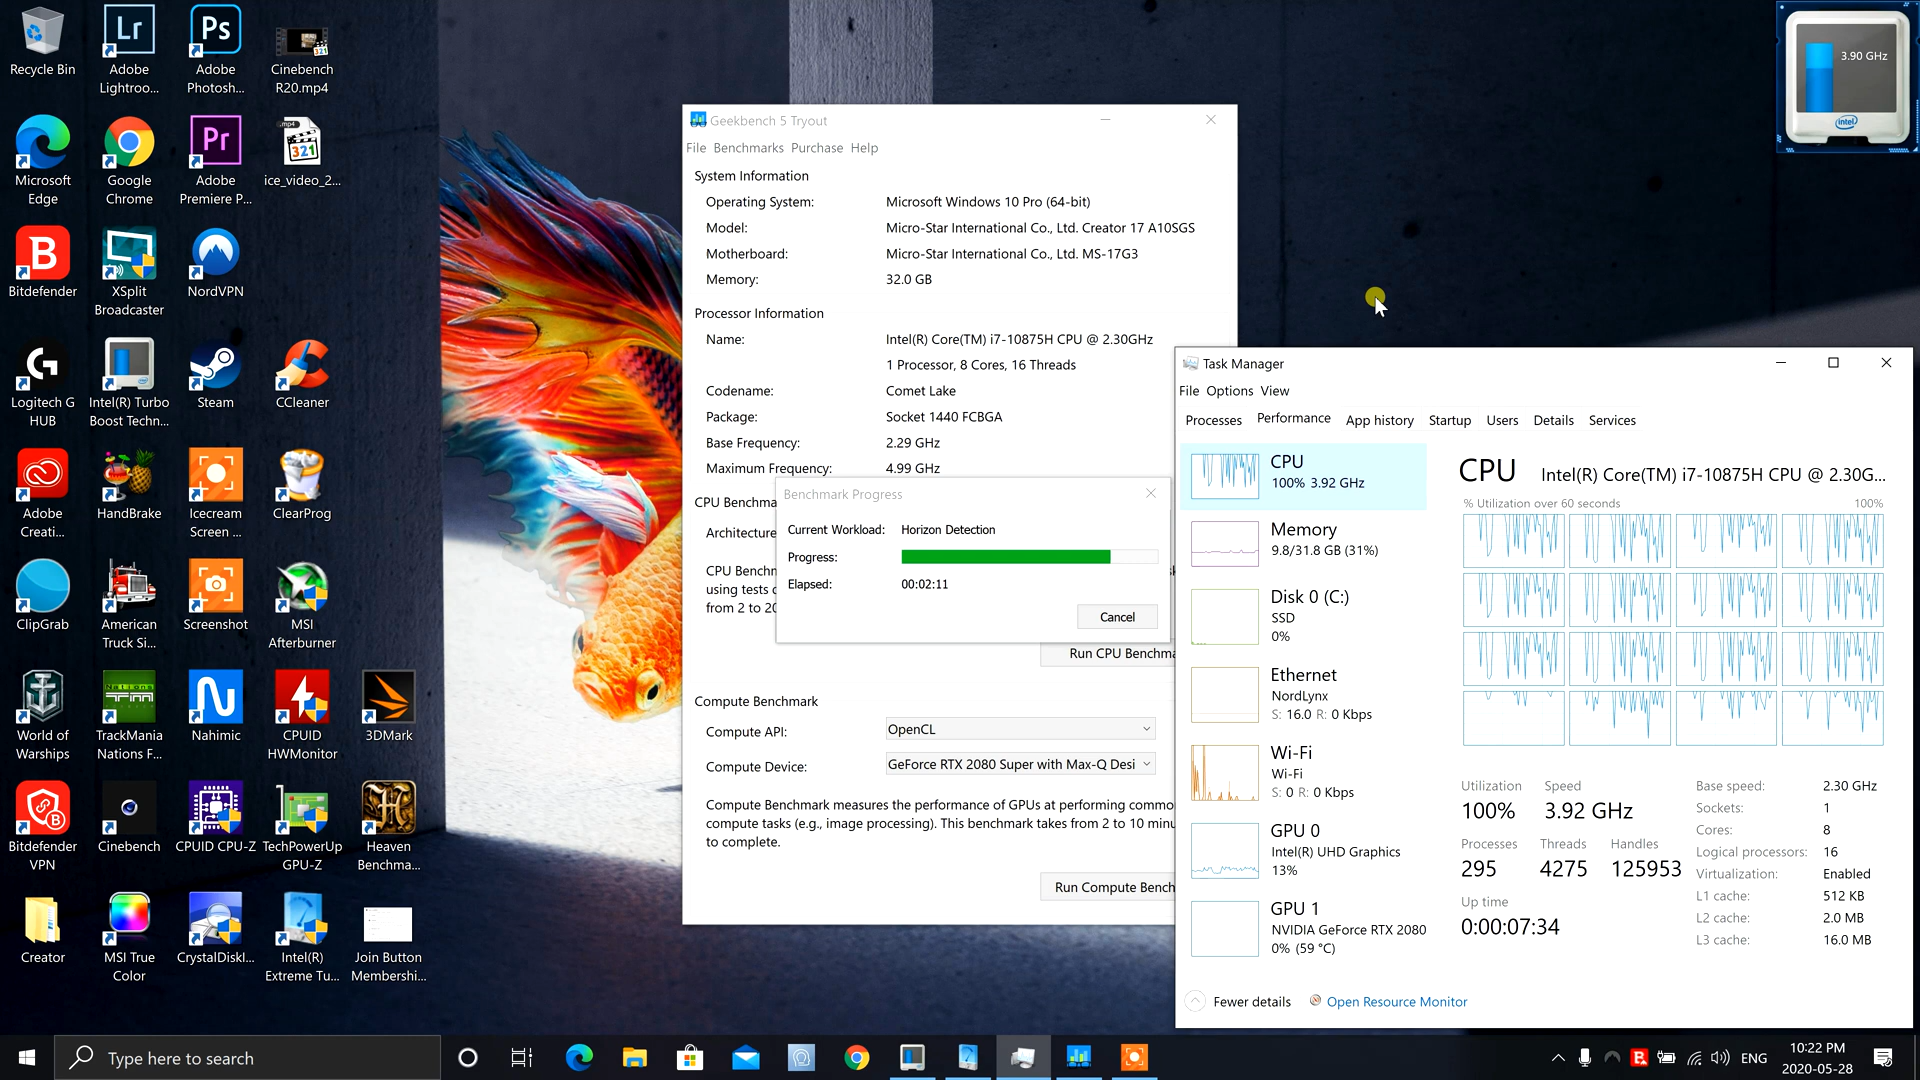 Recycle Bin
Lr
Adobe
Lightroo...
Ps
Adobe
Photosh...
Cinebench
R20.mp4
Microsoft
Edge
Google
Chrome
Pr
Adobe
Premiere P...
.mp4
321
ice_video_2...
B
Bitdefender
XSplit
Broadcaster
NordVPN
Logitech G
HUB
Intel(R) Turbo
Boost Techn...
Steam
CCleaner
Adobe
Creati...
HandBrake
Icecream
Screen ...
ClearProg
ClipGrab
American
Truck Si...
Screenshot
MSI
Afterburner
World of
Warships
TrackMania
Nations F...
Nahimic
CPUID
HWMonitor
3DMark
Bitdefender
VPN
Cinebench
CPUID CPU-Z
TechPowerUp
GPU-Z
Heaven
Benchma...
Creator
MSI True
Color
CrystalDiskI...
Intel(R)
Extreme Tu...
Join Button
Membershi...
3.90 GHz
intel
Geekbench 5 Tryout
File Benchmarks Purchase Help
System Information
Operating System: Microsoft Windows 10 Pro (64-bit)
Model: Micro-Star International Co., Ltd. Creator 17 A10SGS
Motherboard: Micro-Star International Co., Ltd. MS-17G3
Memory: 32.0 GB
Processor Information
Name: Intel(R) Core(TM) i7-10875H CPU @ 2.30GHz
1 Processor, 8 Cores, 16 Threads
Codename: Comet Lake
Package: Socket 1440 FCBGA
Base Frequency: 2.29 GHz
Maximum Frequency: 4.99 GHz
CPU Benchma
Architecture
CPU Benchn
using tests c
from 2 to 20
Benchmark Progress
Current Workload: Horizon Detection
Progress:
Elapsed: 00:02:11
Cancel
Run CPU Benchma
Compute Benchmark
Compute API: OpenCL
Compute Device: GeForce RTX 2080 Super with Max-Q Desi
Compute Benchmark measures the performance of GPUs at performing commo
compute tasks (e.g., image processing). This benchmark takes from 2 to 10 minu
to complete.
Run Compute Bench
Task Manager
File Options View
Processes Performance App history Startup Users Details Services
CPU
100% 3.92 GHz
Memory
9.8/31.8 GB (31%)
Disk 0 (C:)
SSD
0%
Ethernet
NordLynx
S: 16.0 R: 0 Kbps
Wi-Fi
Wi-Fi
S: 0 R: 0 Kbps
GPU 0
Intel(R) UHD Graphics
13%
GPU 1
NVIDIA GeForce RTX 2080
0% (59 °C)
CPU Intel(R) Core(TM) i7-10875H CPU @ 2.30G...
% Utilization over 60 seconds 100%
Utilization Speed
100% 3.92 GHz
Processes Threads Handles
295 4275 125953
Up time
0:00:07:34
Base speed: 2.30 GHz
Sockets: 1
Cores: 8
Logical processors: 16
Virtualization: Enabled
L1 cache: 512 KB
L2 cache: 2.0 MB
L3 cache: 16.0 MB
Fewer details Open Resource Monitor
Type here to search
ENG
10:22 PM
2020-05-28